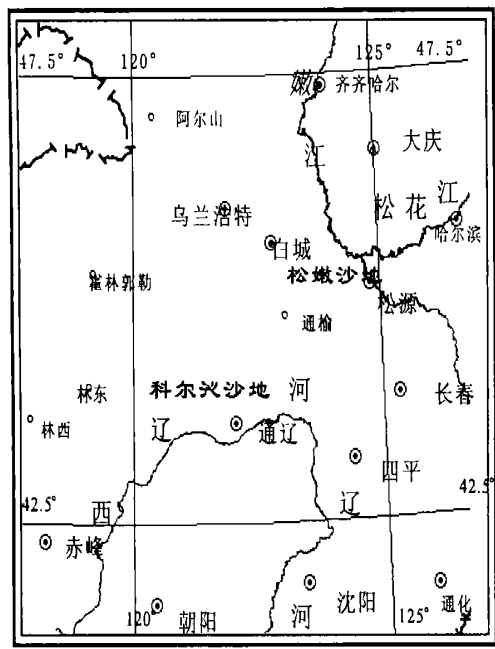 47.5°
120°
125°
47.5°
嫩
齐齐哈尔
阿尔山
江
大庆
松花江
乌兰浩特
哈尔滨
白城
松嫩沙地
霍林郭勒
松源
通榆
林东
科尔沁沙地
河
长春
林西
辽
通辽
四平
42.5°
42.5°
西
辽
赤峰
沈阳
通化
120°
朝阳
河
125°